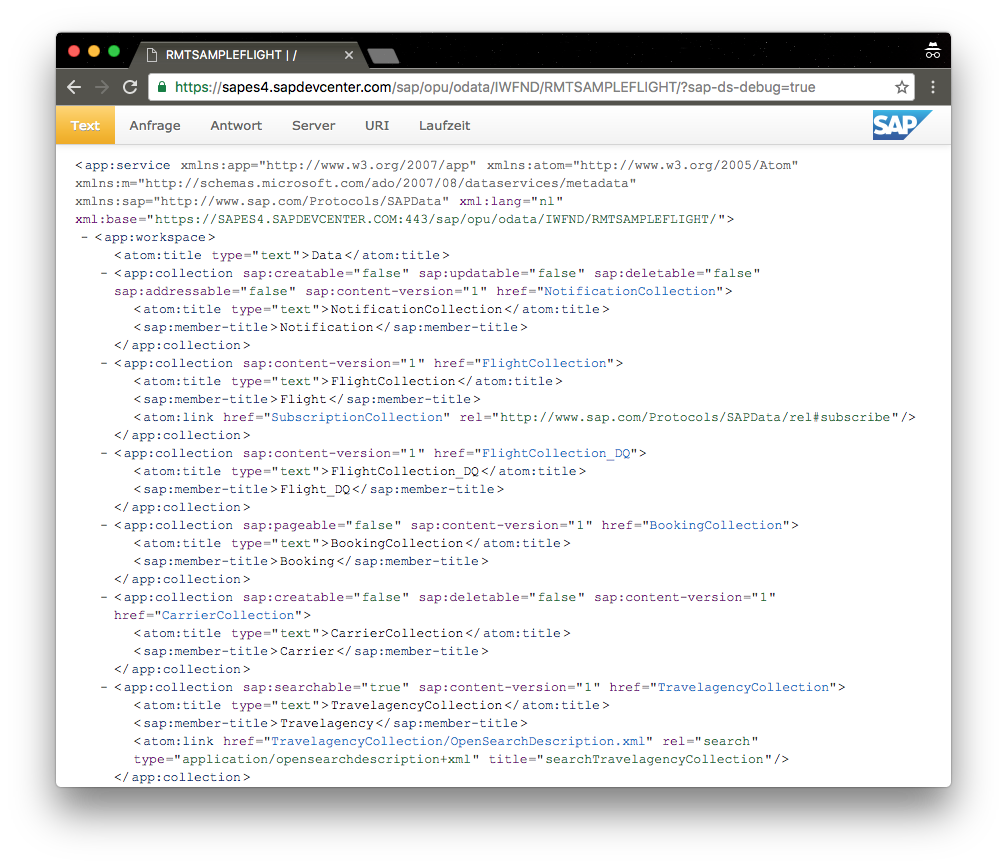 RMTSAMPLEFLIGHT | /
https://sapes4.sapdevcenter.com/sap/opu/odata/IWFND/RMTSAMPLEFLIGHT/?sap-ds-debug=true
Text Anfrage Antwort Server URI Laufzeit SAP
<app:service xmlns:app="http://www.w3.org/2007/app" xmlns:atom="http://www.w3.org/2005/Atom"
xmlns:m="http://schemas.microsoft.com/ado/2007/08/dataservices/metadata"
xmlns:sap="http://www.sap.com/Protocols/SAPData" xml:lang="nl"
xml:base="https://SAPES4.SAPDEVCENTER.COM:443/sap/opu/odata/IWFND/RMTSAMPLEFLIGHT/">
- <app:workspace>
<atom:title type="text">Data</atom:title>
- <app:collection sap:creatable="false" sap:updatable="false" sap:deletable="false"
sap:addressable="false" sap:content-version="1" href="NotificationCollection">
<atom:title type="text">NotificationCollection</atom:title>
<sap:member-title>Notification</sap:member-title>
</app:collection>
- <app:collection sap:content-version="1" href="FlightCollection">
<atom:title type="text">FlightCollection</atom:title>
<sap:member-title>Flight</sap:member-title>
<atom:link href="SubscriptionCollection" rel="http://www.sap.com/Protocols/SAPData/rel#subscribe"/>
</app:collection>
- <app:collection sap:content-version="1" href="FlightCollection_DQ">
<atom:title type="text">FlightCollection_DQ</atom:title>
<sap:member-title>Flight_DQ</sap:member-title>
</app:collection>
- <app:collection sap:pageable="false" sap:content-version="1" href="BookingCollection">
<atom:title type="text">BookingCollection</atom:title>
<sap:member-title>Booking</sap:member-title>
</app:collection>
- <app:collection sap:creatable="false" sap:deletable="false" sap:content-version="1"
href="CarrierCollection">
<atom:title type="text">CarrierCollection</atom:title>
<sap:member-title>Carrier</sap:member-title>
</app:collection>
- <app:collection sap:searchable="true" sap:content-version="1" href="TravelagencyCollection">
<atom:title type="text">TravelagencyCollection</atom:title>
<sap:member-title>Travelagency</sap:member-title>
<atom:link href="TravelagencyCollection/OpenSearchDescription.xml" rel="search"
type="application/opensearchdescription+xml" title="searchTravelagencyCollection"/>
</app:collection>